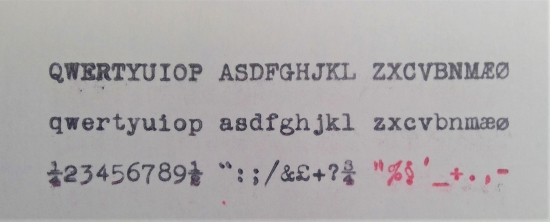 QWERTYUIOP ASDFGHJKL ZXCVBNMÆØ
qwertyuiop asdfghjkl zxcvbnmæø
¼23456789½ “:;/&£+?¾ "%§'_+.,-